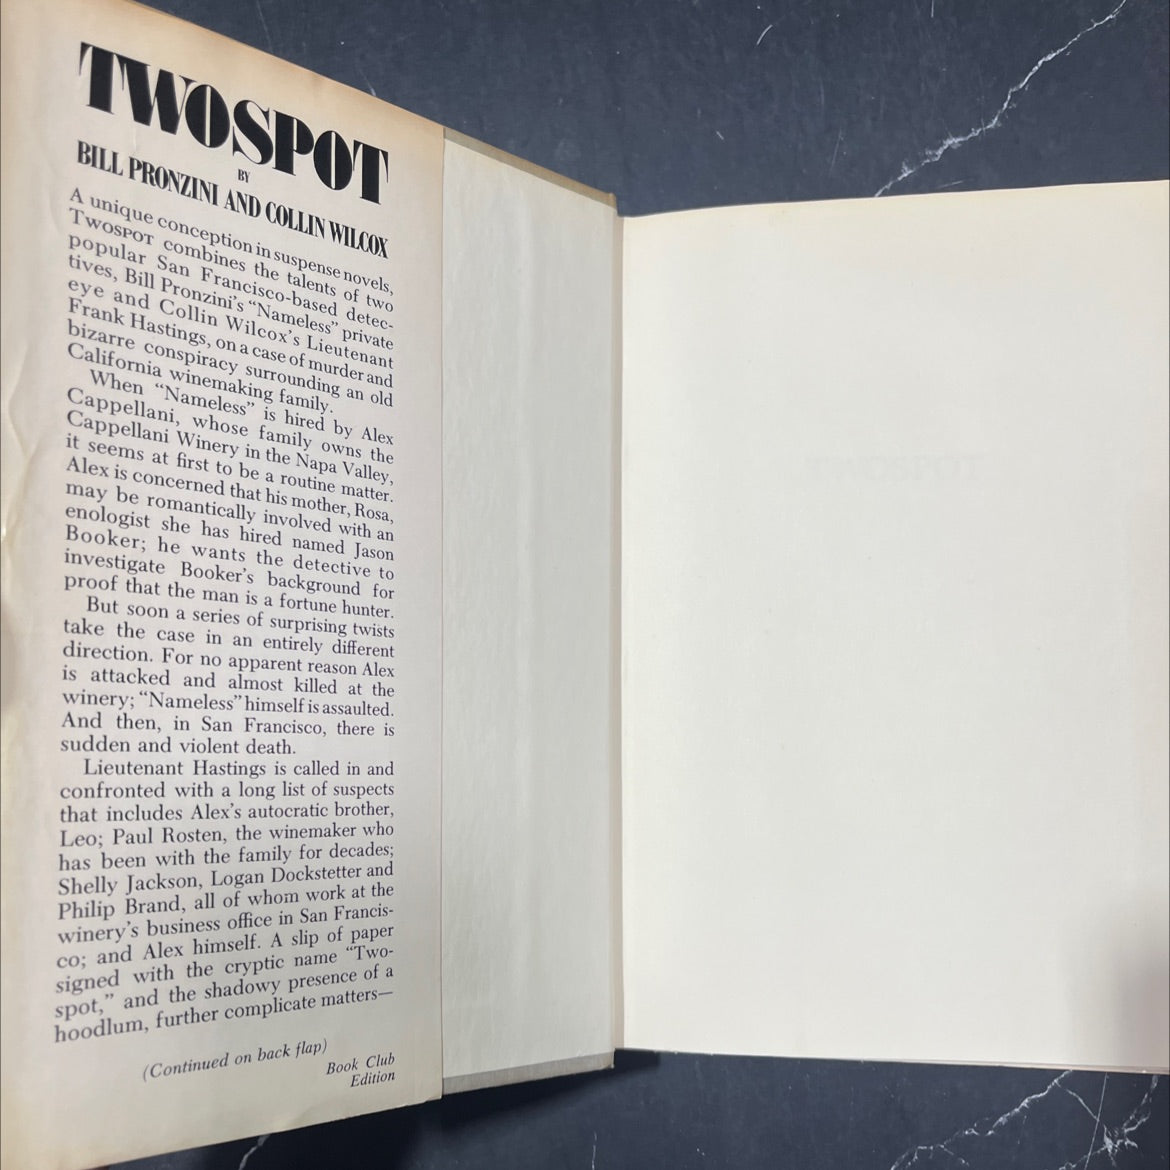 TWOSPOT
BY
BILL PRONZINI AND COLLIN WILCOX
A unique conception in suspense novels,
TWOSPOT combines the talents of two
popular San Francisco-based detec-
tives, Bill Pronzini's "Nameless" private
eye and Collin Wilcox's Lieutenant
Frank Hastings, on a case of murder and
bizarre conspiracy surrounding an old
California winemaking family.
When "Nameless" is hired by Alex
Cappellani, whose family owns the
Cappellani Winery in the Napa Valley,
it seems at first to be a routine matter.
Alex is concerned that his mother, Rosa,
may be romantically involved with an
enologist she has hired named Jason
Booker; he wants the detective to
investigate Booker's background for
proof that the man is a fortune hunter.
But soon a series of surprising twists
take the case in an entirely different
direction. For no apparent reason Alex
is attacked and almost killed at the
winery; "Nameless" himself is assaulted.
And then, in San Francisco, there is
sudden and violent death.
Lieutenant Hastings is called in and
confronted with a long list of suspects
that includes Alex's autocratic brother,
Leo; Paul Rosten, the winemaker who
has been with the family for decades;
Shelly Jackson, Logan Dockstetter and
Philip Brand, all of whom work at the
winery's business office in San Francis-
co; and Alex himself. A slip of paper
signed with the cryptic name "Two-
spot," and the shadowy presence of a
hoodlum, further complicate matters—
(Continued on back flap)
Book Club
Edition